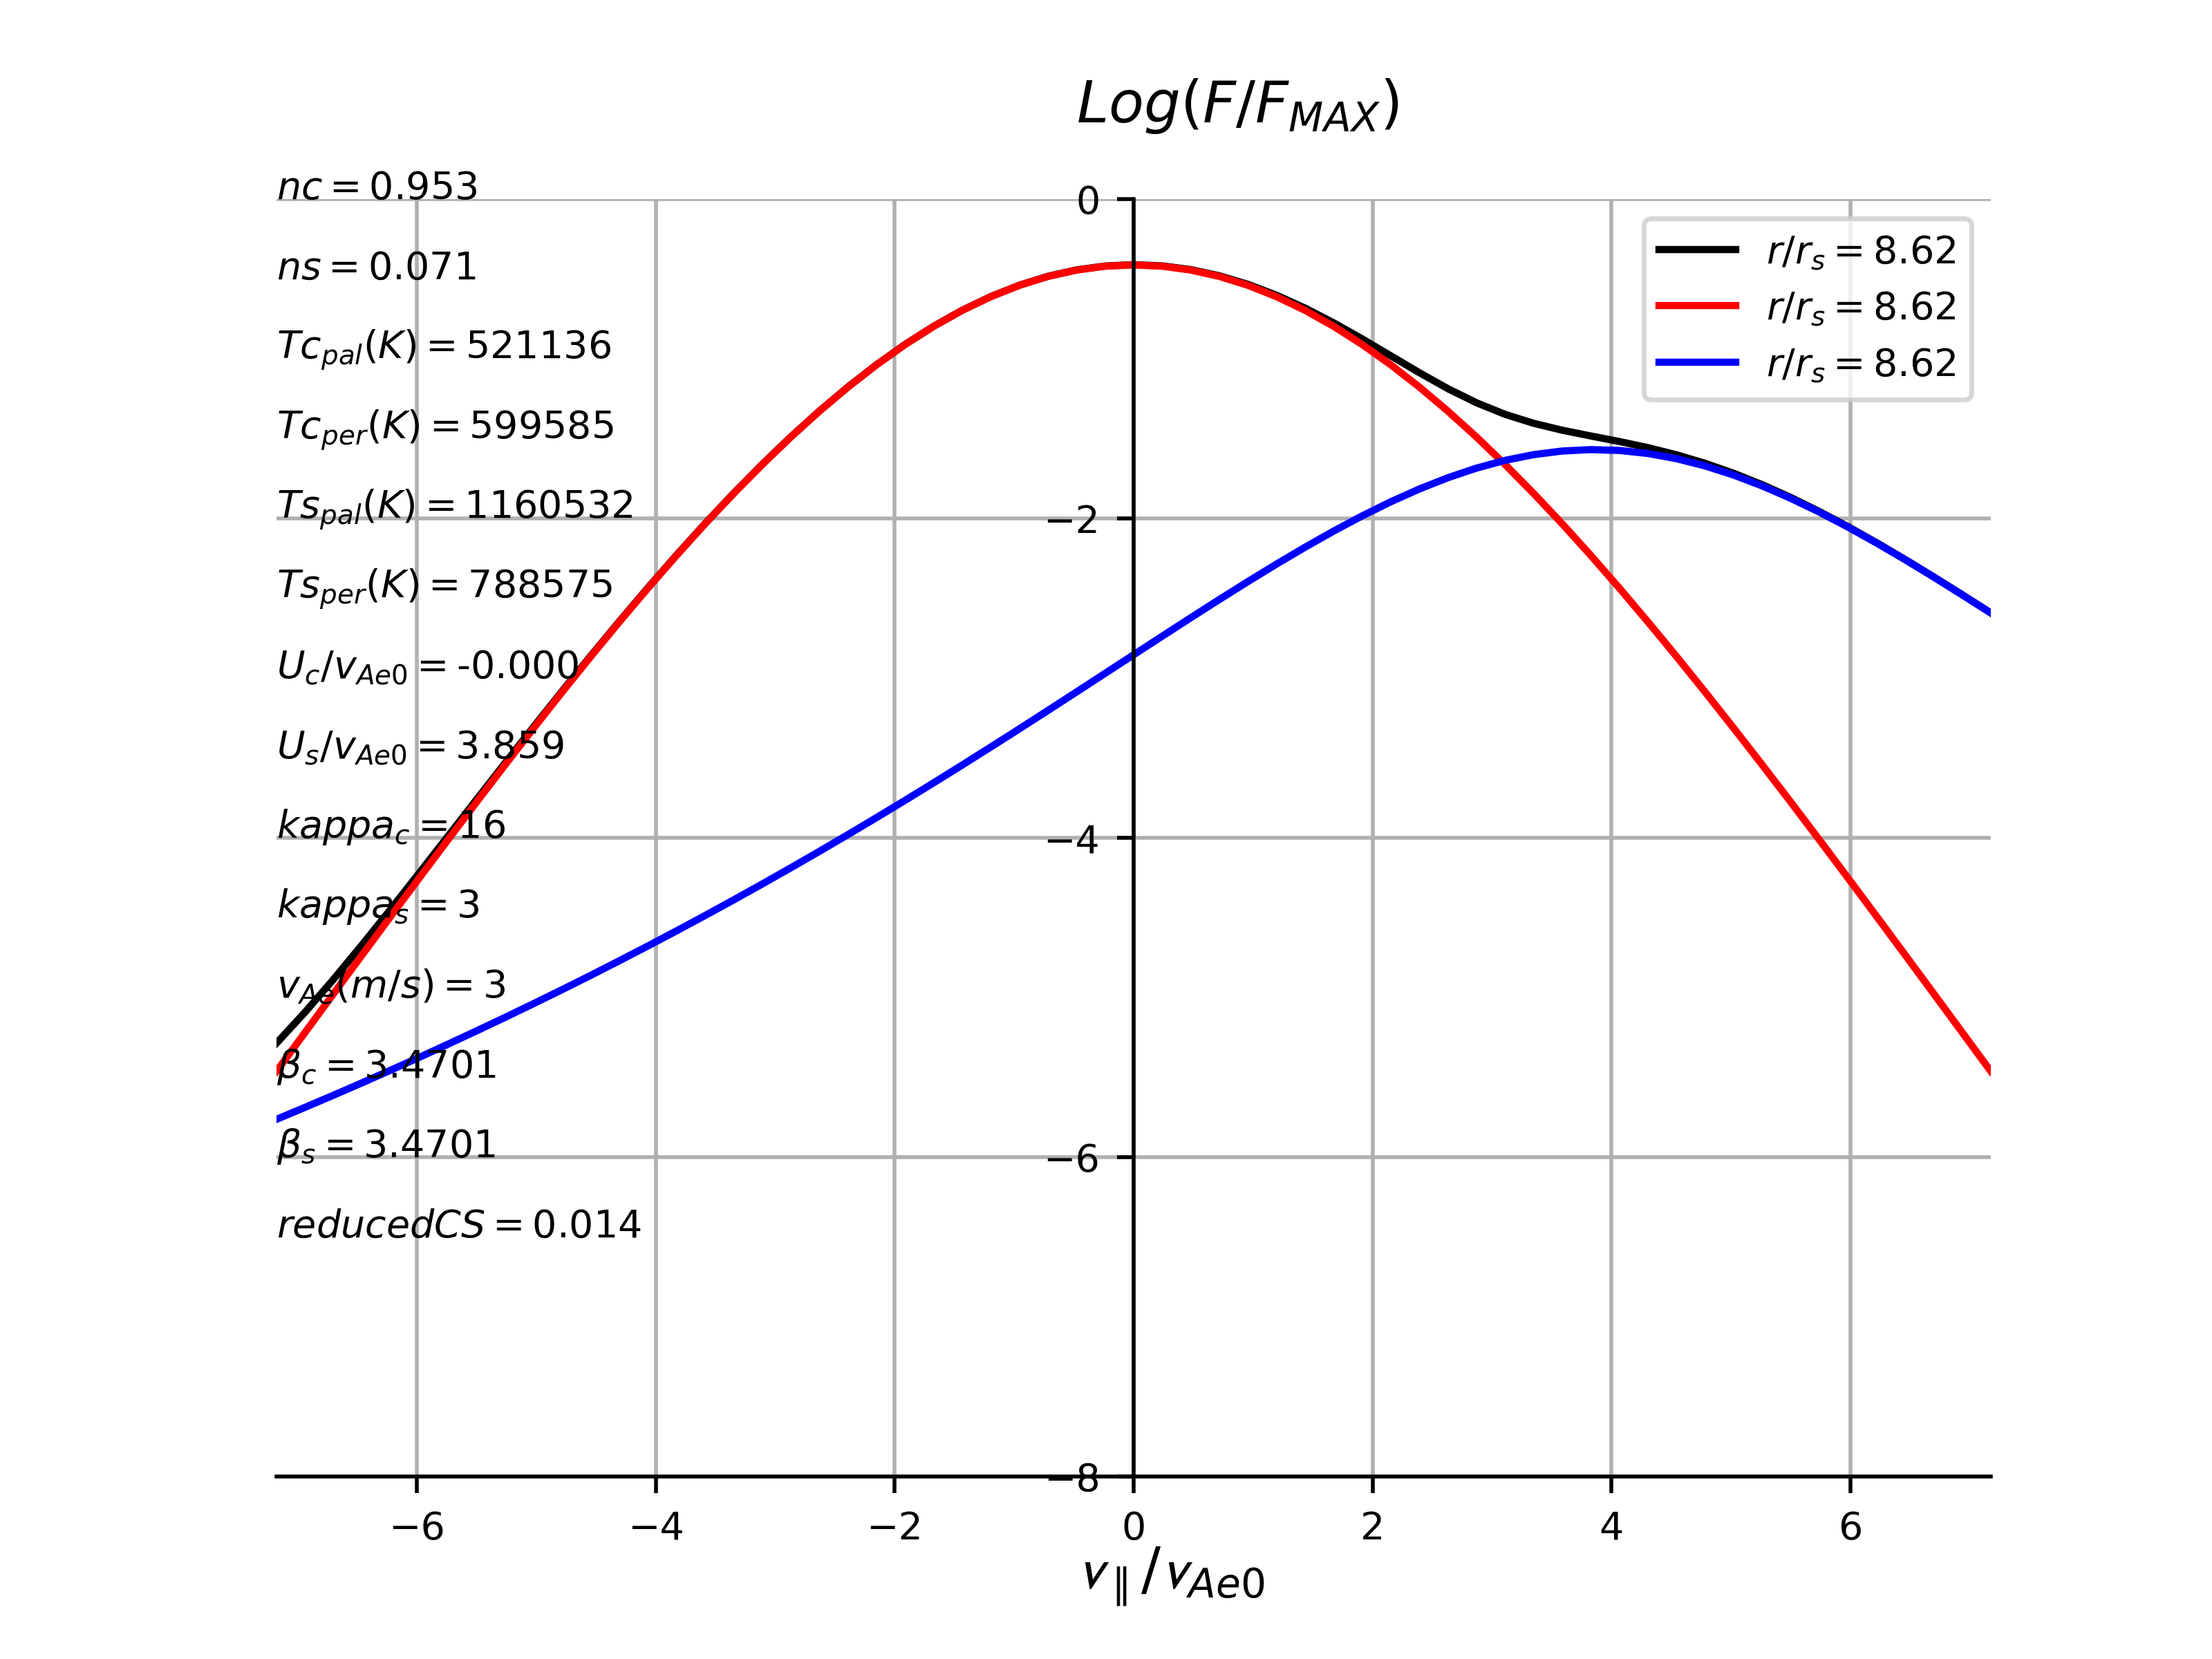 Log(F/F_MAX)
nc = 0.953
ns = 0.071
Tc_pal(K) = 521136
Tc_per(K) = 599585
Ts_pal(K) = 1160532
Ts_per(K) = 788575
U_c/v_Ae0 = -0.000
U_s/v_Ae0 = 3.859
kappa_c = 16
kappa_s = 3
v_Ae(m/s) = 3
β_c = 3.4701
β_s = 3.4701
reducedCS = 0.014
0
−2
−4
−6
−8
r/r_s = 8.62
r/r_s = 8.62
r/r_s = 8.62
−6 −4 −2 0 2 4 6
v_∥/v_Ae0